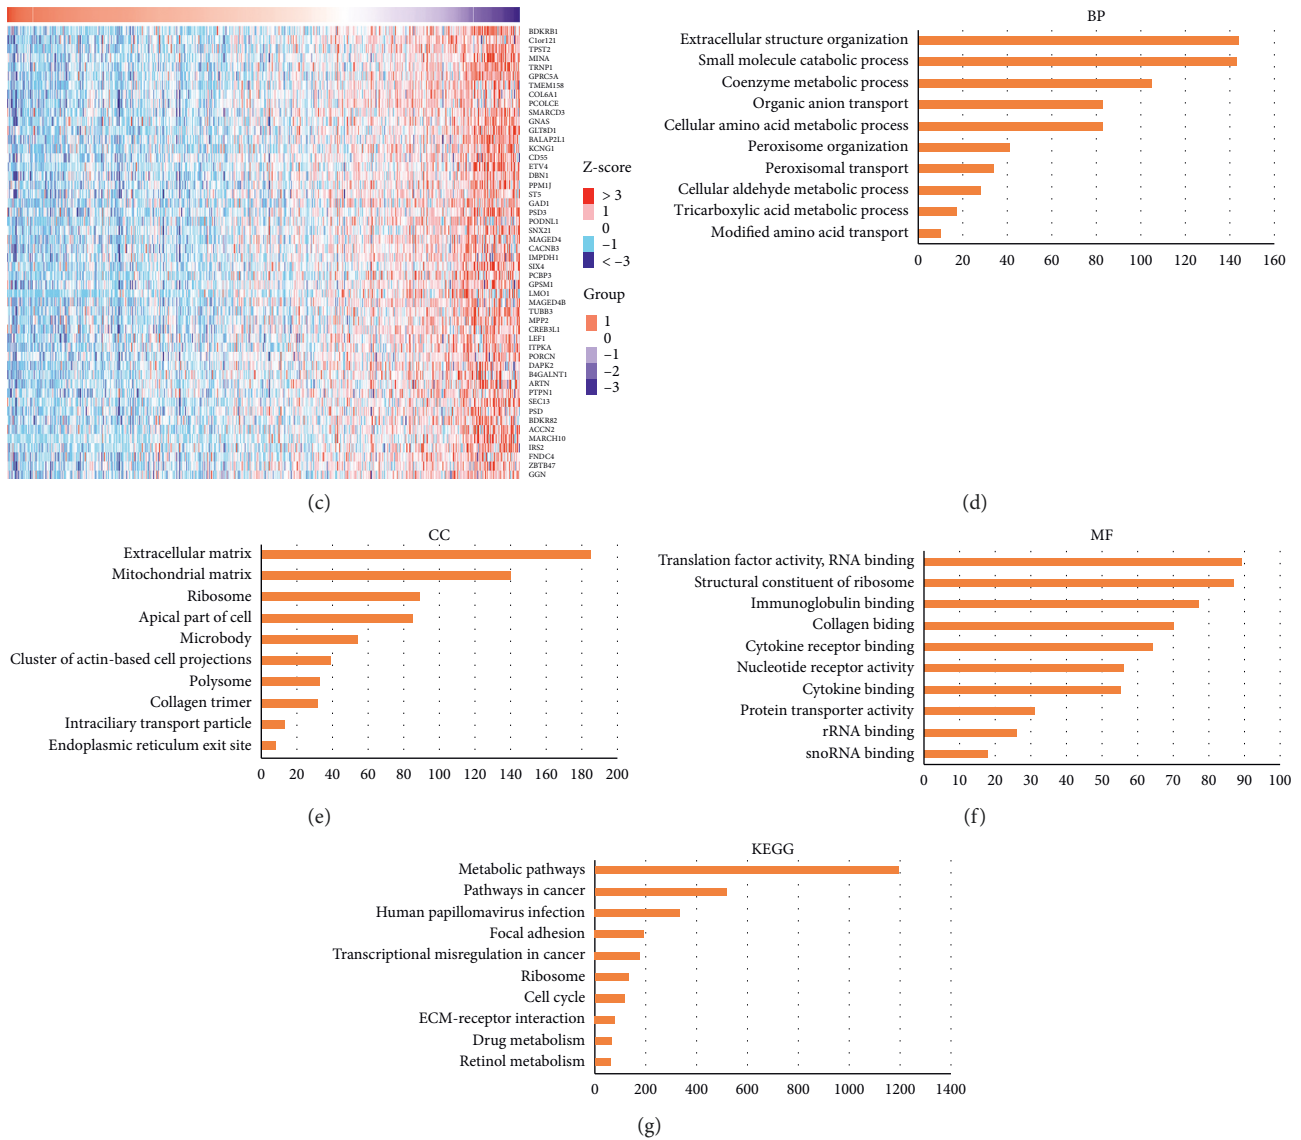 BDKRB1
C1or121
TPST2
MINA
TRNP1
GPRC5A
TMEM158
COL6A1
PCOLCE
SMARCD3
GNAS
GLT8D1
BALAP2L1
KCNG1
CD55
ETV4
DBN1
PPM1J
ST5
GAD1
PSD3
PODNL1
SNX21
MAGED4
CACNB3
IMPDH1
SIX4
PCBP3
GPSM1
LMO1
MAGED4B
TUBB3
MPP2
CREB3L1
LEF1
ITPKA
PORCN
DAPK2
B4GALNT1
ARTN
PTPN1
SEC13
PSD
BDKR82
ACCN2
MARCH10
IRS2
FNDC4
ZBTB47
GGN
Z-score
> 3
1
0
–1
< –3
Group
1
0
–1
–2
–3
(c)
BP
Extracellular structure organization
Small molecule catabolic process
Coenzyme metabolic process
Organic anion transport
Cellular amino acid metabolic process
Peroxisome organization
Peroxisomal transport
Cellular aldehyde metabolic process
Tricarboxylic acid metabolic process
Modified amino acid transport
0 20 40 60 80 100 120 140 160
(d)
CC
Extracellular matrix
Mitochondrial matrix
Ribosome
Apical part of cell
Microbody
Cluster of actin-based cell projections
Polysome
Collagen trimer
Intraciliary transport particle
Endoplasmic reticulum exit site
0 20 40 60 80 100 120 140 160 180 200
(e)
MF
Translation factor activity, RNA binding
Structural constituent of ribosome
Immunoglobulin binding
Collagen biding
Cytokine receptor binding
Nucleotide receptor activity
Cytokine binding
Protein transporter activity
rRNA binding
snoRNA binding
0 10 20 30 40 50 60 70 80 90 100
(f)
KEGG
Metabolic pathways
Pathways in cancer
Human papillomavirus infection
Focal adhesion
Transcriptional misregulation in cancer
Ribosome
Cell cycle
ECM-receptor interaction
Drug metabolism
Retinol metabolism
0 200 400 600 800 1000 1200 1400
(g)